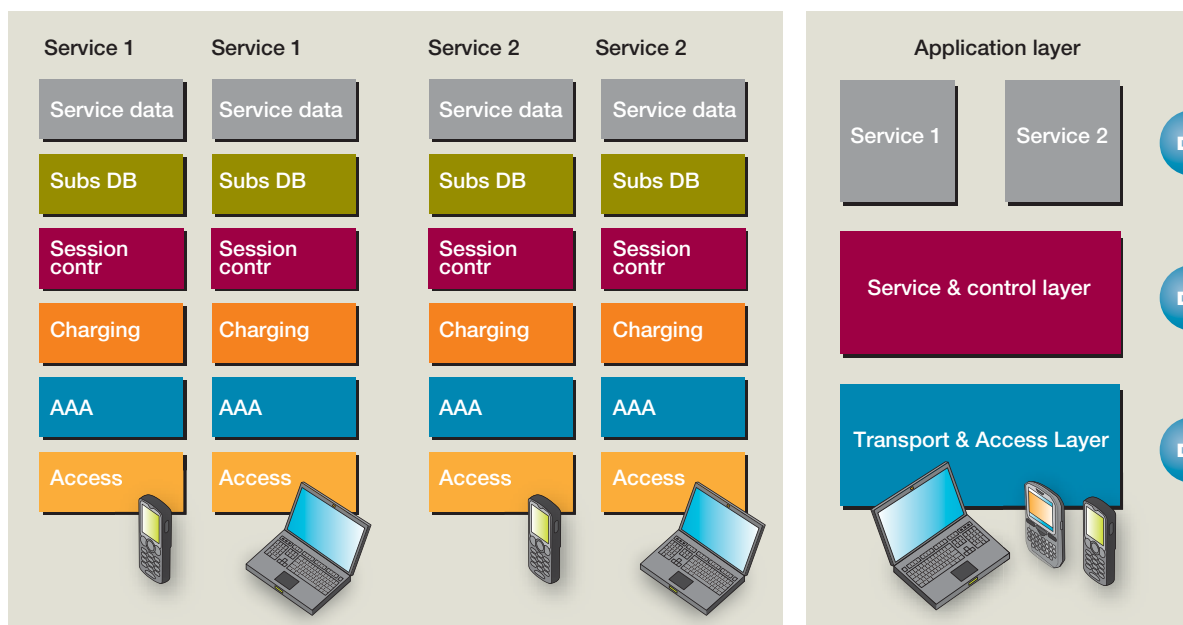 Service 1 Service 1 Service 2 Service 2
Service data Service data Service data Service data
Subs DB Subs DB Subs DB Subs DB
Session contr Session contr Session contr Session contr
Charging Charging Charging Charging
AAA AAA AAA AAA
Access Access Access Access
Application layer
Service 1 Service 2
Service & control layer
Transport & Access Layer